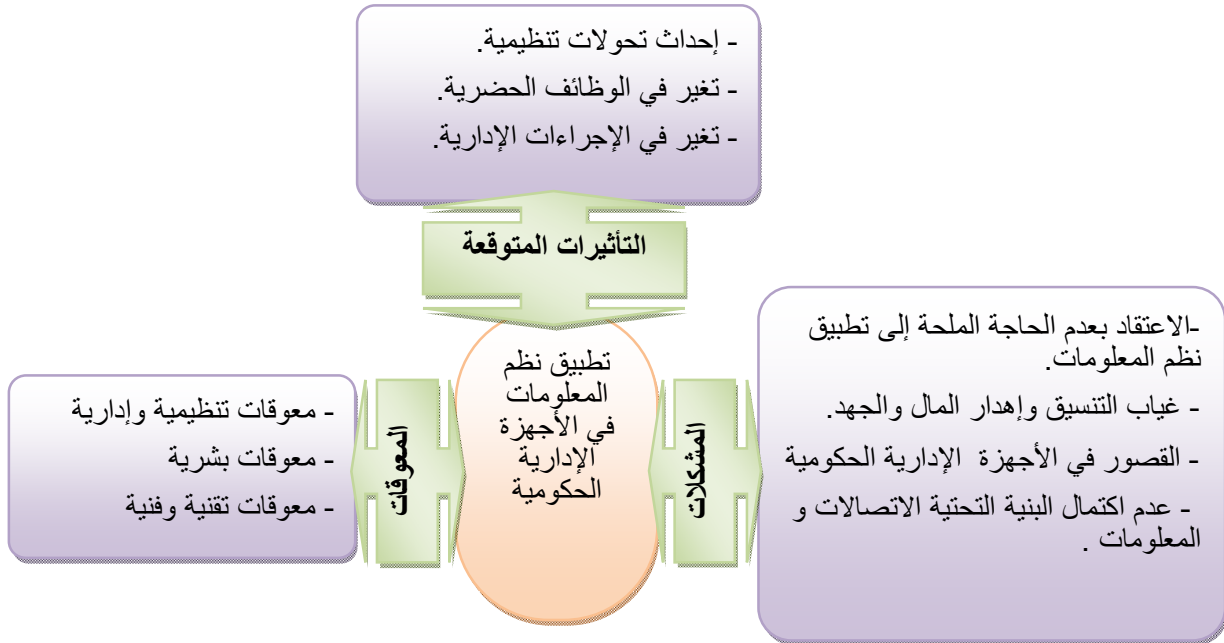 - إحداث تحولات تنظيمية.
- تغير في الوظائف الحضرية.
- تغير في الإجراءات الإدارية.
التأثيرات المتوقعة
-الاعتقاد بعدم الحاجة الملحة إلى تطبيق
نظم المعلومات.
- غياب التنسيق وإهدار المال والجهد.
- القصور في الأجهزة الإدارية الحكومية
- عدم اكتمال البنية التحتية الاتصالات و
المعلومات .
المشكلات
تطبيق نظم
المعلومات
في الأجهزة
الإدارية
الحكومية
المعوقات
- معوقات تنظيمية وإدارية
- معوقات بشرية
- معوقات تقنية وفنية